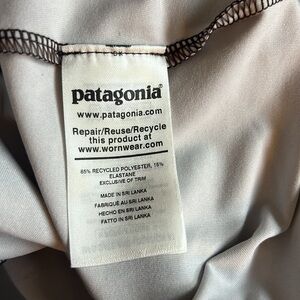 patagonia®
www.patagonia.com
Repair/Reuse/Recycle
this product at
www.wornwear.com
85% RECYCLED POLYESTER, 15%
ELASTANE
EXCLUSIVE OF TRIM
MADE IN SRI LANKA
FABRIQUÉ AU SRI LANKA
HECHO EN SRI LANKA
FATTO IN SRI LANKA